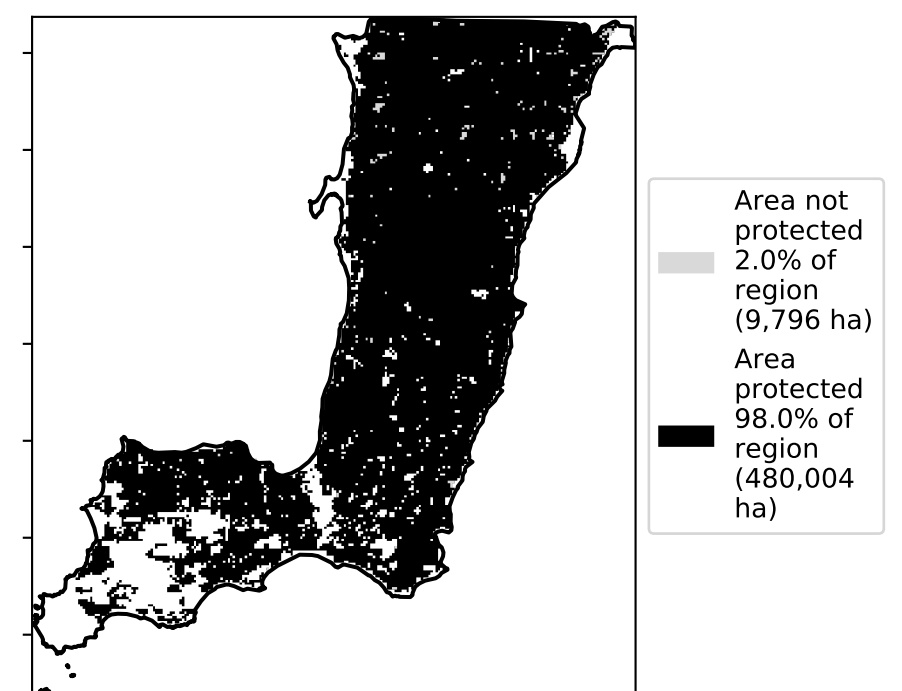 Area not
protected
2.0% of
region
(9,796 ha)
Area
protected
98.0% of
region
(480,004
ha)